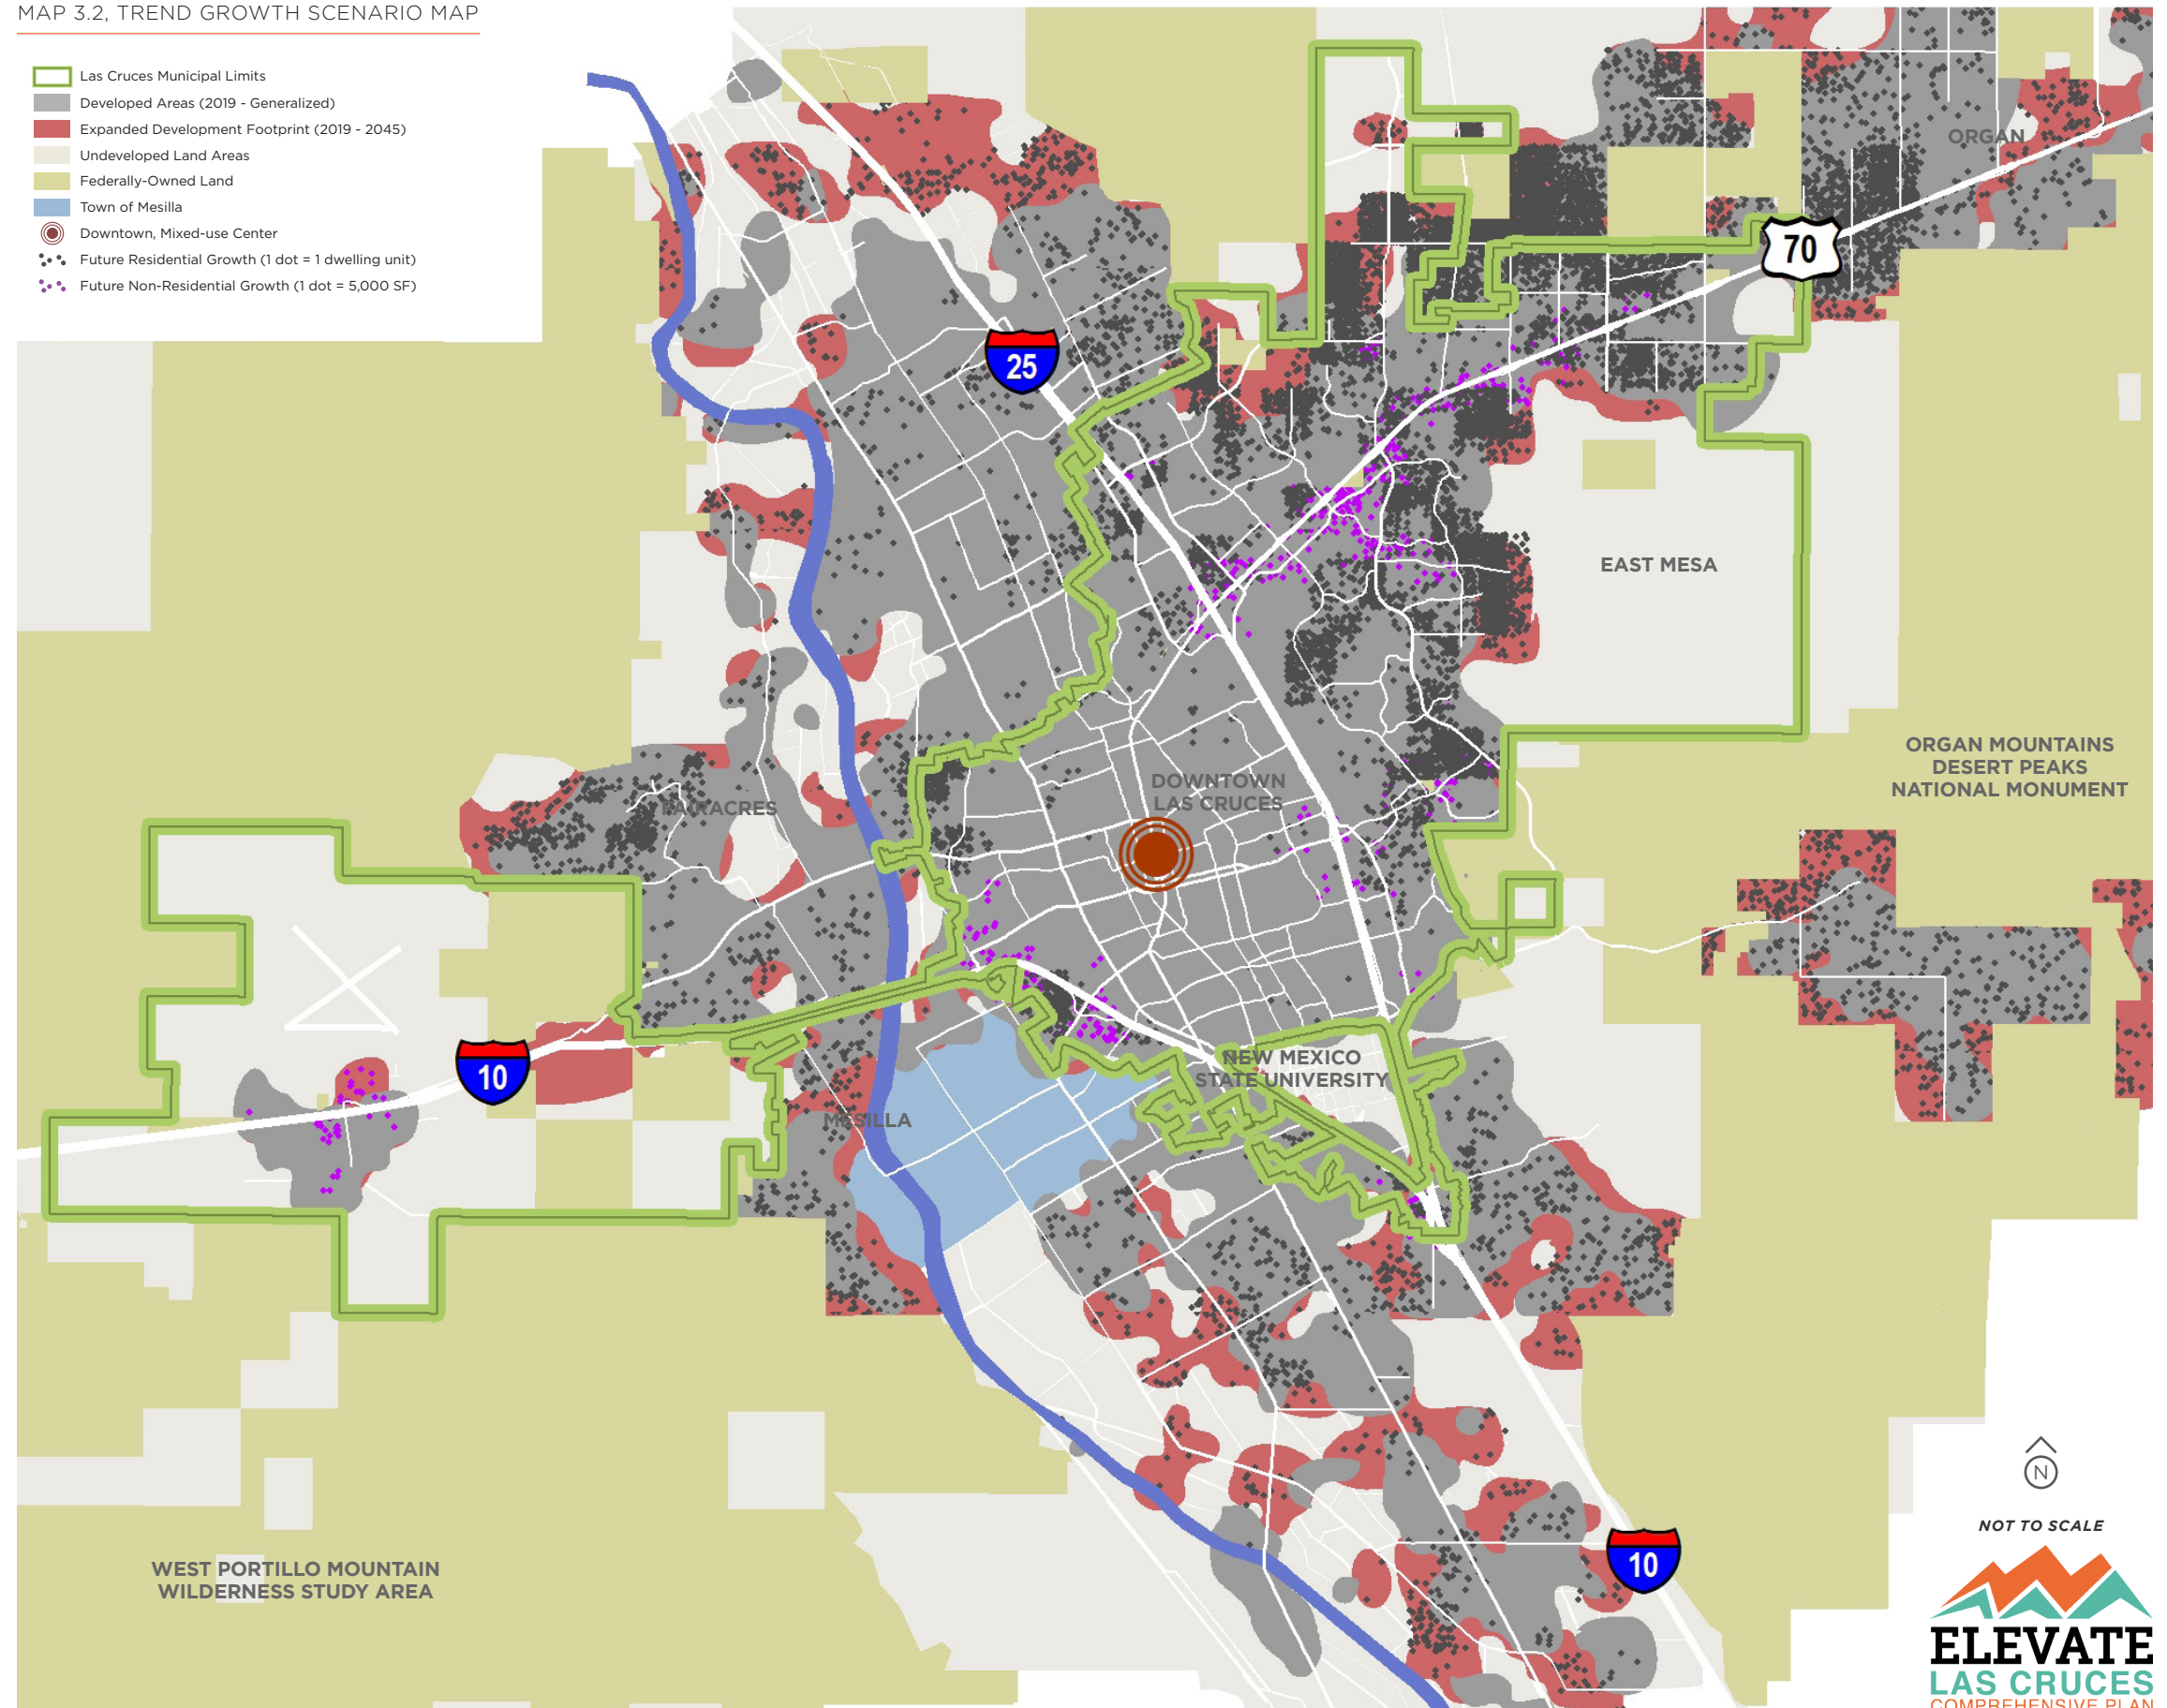 MAP 3.2, TREND GROWTH SCENARIO MAP
Las Cruces Municipal Limits
Developed Areas (2019 - Generalized)
Expanded Development Footprint (2019 - 2045)
Undeveloped Land Areas
Federally-Owned Land
Town of Mesilla
Downtown, Mixed-use Center
Future Residential Growth (1 dot = 1 dwelling unit)
Future Non-Residential Growth (1 dot = 5,000 SF)
ORGAN
70
25
EAST MESA
ORGAN MOUNTAINS
DESERT PEAKS
NATIONAL MONUMENT
DOWNTOWN
LAS CRUCES
FAIRACRES
NEW MEXICO
STATE UNIVERSITY
10
MESILLA
N
NOT TO SCALE
10
WEST PORTILLO MOUNTAIN
WILDERNESS STUDY AREA
ELEVATE
LAS CRUCES
COMPREHENSIVE PLAN